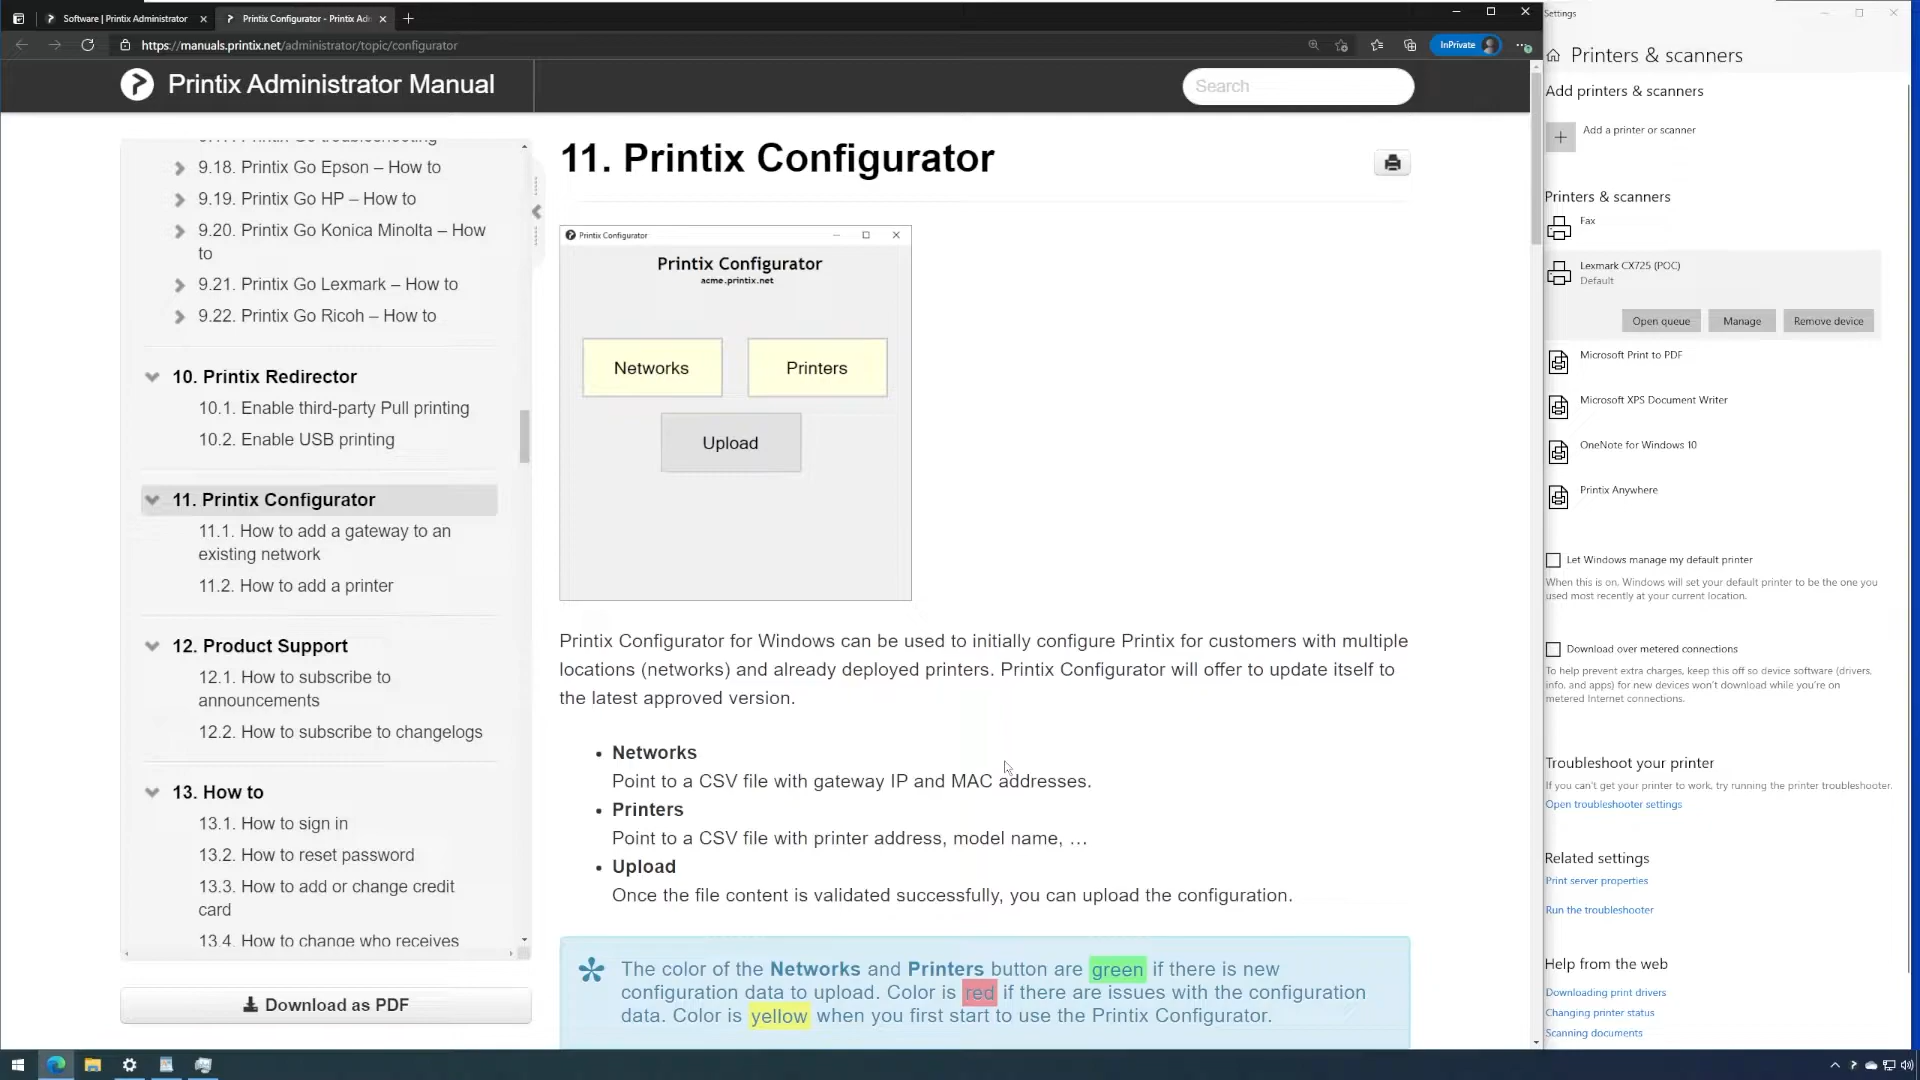 Software | Printix Administrator
Printix Configurator - Printix Adm
https://manuals.printix.net/administrator/topic/configurator
InPrivate
Printix Administrator Manual
Search
9.17. Printix Go troubleshooting
9.18. Printix Go Epson – How to
9.19. Printix Go HP – How to
9.20. Printix Go Konica Minolta – How
to
9.21. Printix Go Lexmark – How to
9.22. Printix Go Ricoh – How to
10. Printix Redirector
10.1. Enable third-party Pull printing
10.2. Enable USB printing
11. Printix Configurator
11.1. How to add a gateway to an
existing network
11.2. How to add a printer
12. Product Support
12.1. How to subscribe to
announcements
12.2. How to subscribe to changelogs
13. How to
13.1. How to sign in
13.2. How to reset password
13.3. How to add or change credit
card
13.4. How to change who receives
Download as PDF
11. Printix Configurator
Printix Configurator
Printix Configurator
acme.printix.net
Networks
Printers
Upload
Printix Configurator for Windows can be used to initially configure Printix for customers with multiple
locations (networks) and already deployed printers. Printix Configurator will offer to update itself to
the latest approved version.
• Networks
Point to a CSV file with gateway IP and MAC addresses.
• Printers
Point to a CSV file with printer address, model name, …
• Upload
Once the file content is validated successfully, you can upload the configuration.
The color of the Networks and Printers button are green if there is new
configuration data to upload. Color is red if there are issues with the configuration
data. Color is yellow when you first start to use the Printix Configurator.
Settings
Printers & scanners
Add printers & scanners
Add a printer or scanner
Printers & scanners
Fax
Lexmark CX725 (POC)
Default
Open queue
Manage
Remove device
Microsoft Print to PDF
Microsoft XPS Document Writer
OneNote for Windows 10
Printix Anywhere
Let Windows manage my default printer
When this is on, Windows will set your default printer to be the one you
used most recently at your current location.
Download over metered connections
To help prevent extra charges, keep this off so device software (drivers,
info, and apps) for new devices won't download while you're on
metered Internet connections.
Troubleshoot your printer
If you can't get your printer to work, try running the printer troubleshooter.
Open troubleshooter settings
Related settings
Print server properties
Run the troubleshooter
Help from the web
Downloading print drivers
Changing printer status
Scanning documents